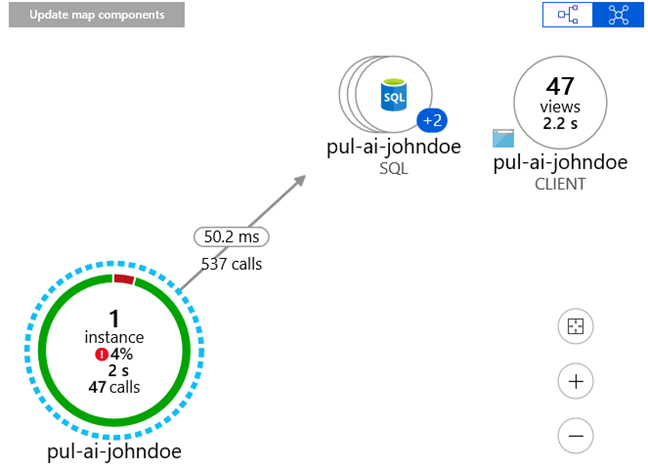 Update map components
SQL
+2
pul-ai-johndoe
SQL
47
views
2.2 s
pul-ai-johndoe
CLIENT
50.2 ms
537 calls
1
instance
! 4%
2 s
47 calls
pul-ai-johndoe